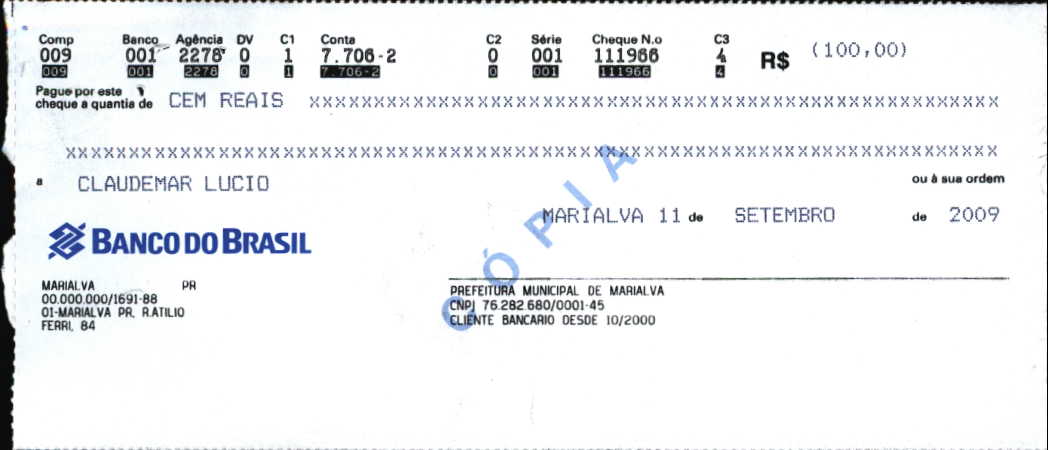 Comp Banco Agência DV C1 Conta C2 Série Cheque N.o C3
009 001 2278 0 1 7.706-2 0 001 111966 4 R$ (100,00)
009 001 2278 0 1 7.706-2 0 001 111966 4
Pague por este
cheque a quantia de CEM REAIS XXXXXXXXXXXXXXXXXXXXXXXXXXXXXXXXXXXXXXXXXXXXXXXXXXXXXXX
XXXXXXXXXXXXXXXXXXXXXXXXXXXXXXXXXXXXXXXXXXXXXXXXXXXXXXXXXXXXXXXXXXXXXXXXXX
a CLAUDEMAR LUCIO ou à sua ordem
MARIALVA 11 de SETEMBRO de 2009
CÓPIA
BANCO DO BRASIL
MARIALVA PR
00.000.000/1691-88
01-MARIALVA PR. R.ATILIO
FERRI, 84
PREFEITURA MUNICIPAL DE MARIALVA
CNPJ 76.282.680/0001-45
CLIENTE BANCARIO DESDE 10/2000